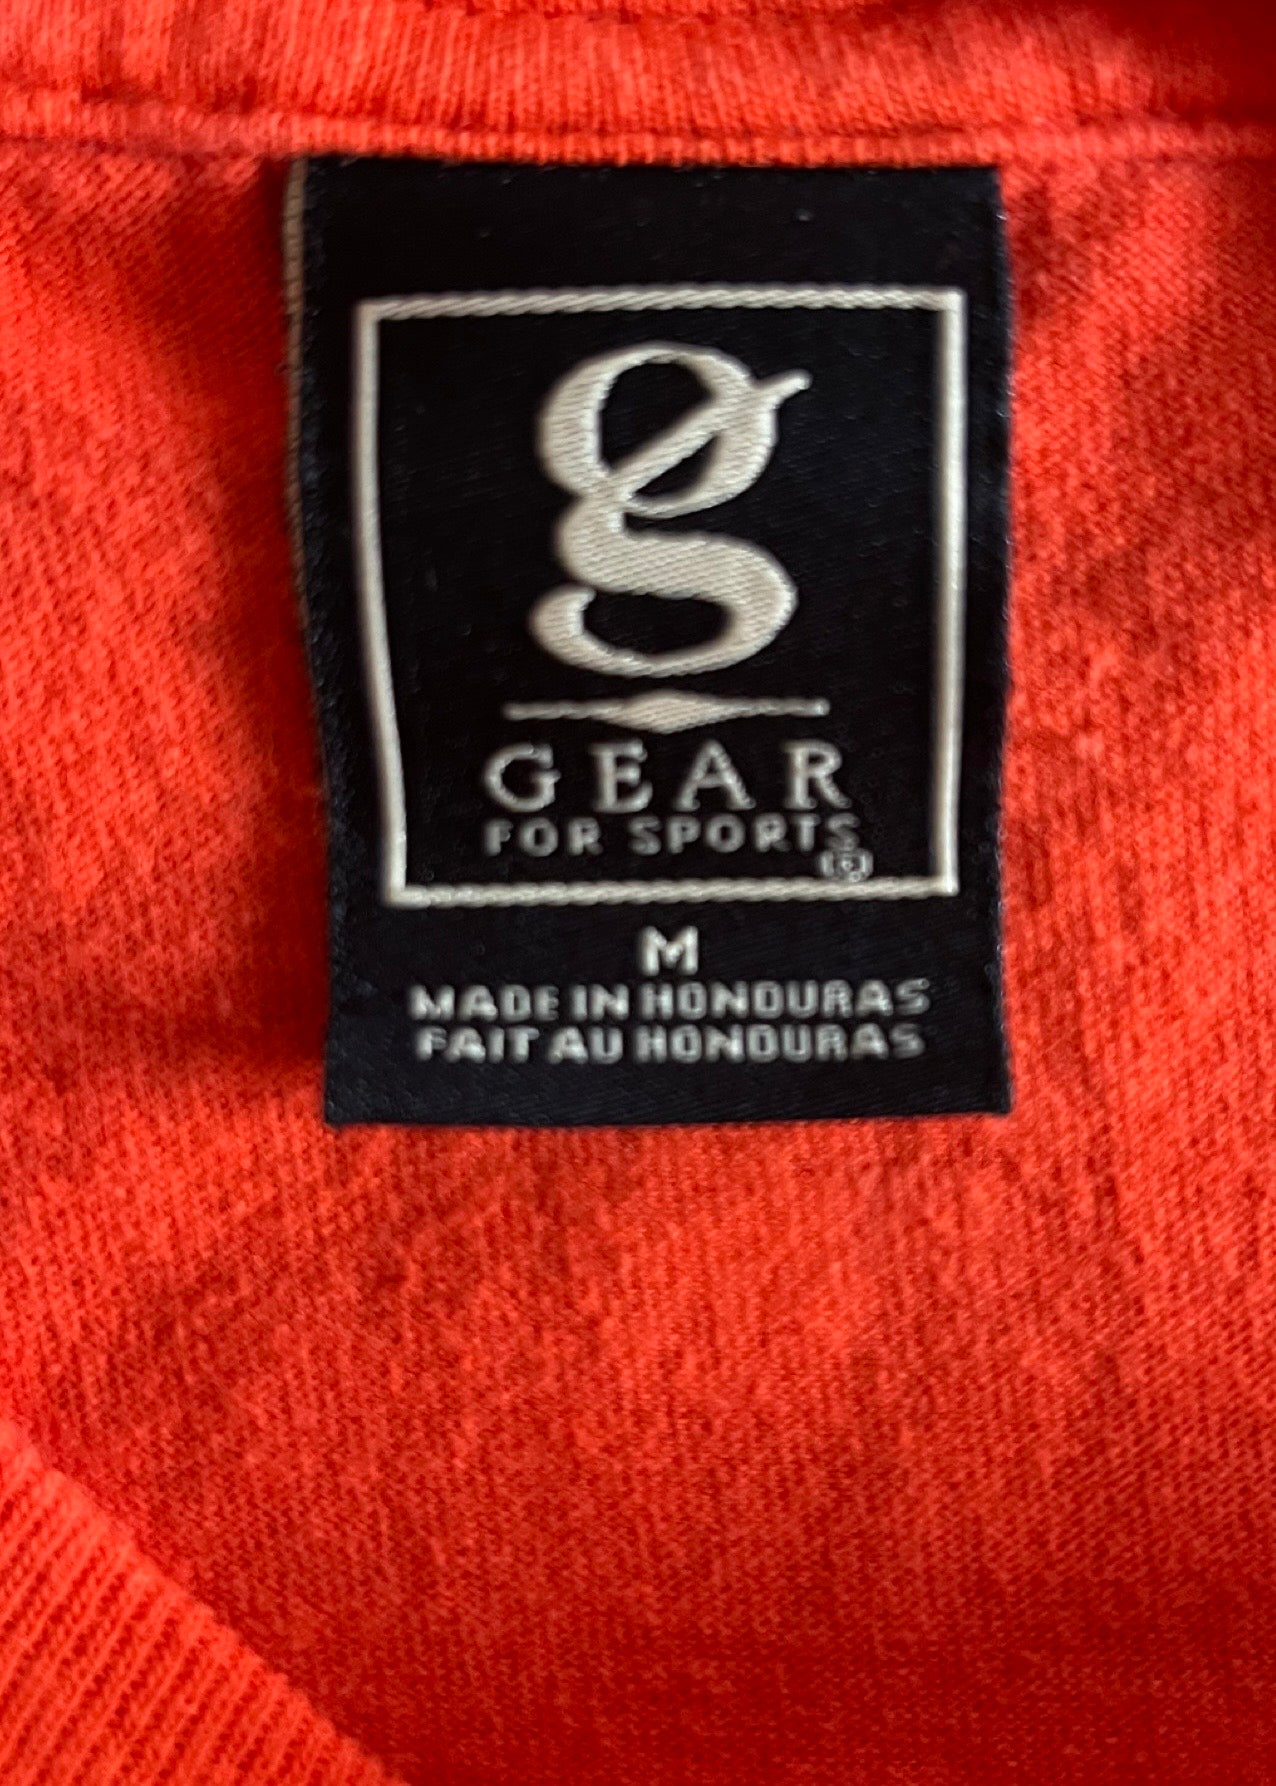 g
GEAR
FOR SPORTS®
M
MADE IN HONDURAS
FAIT AU HONDURAS